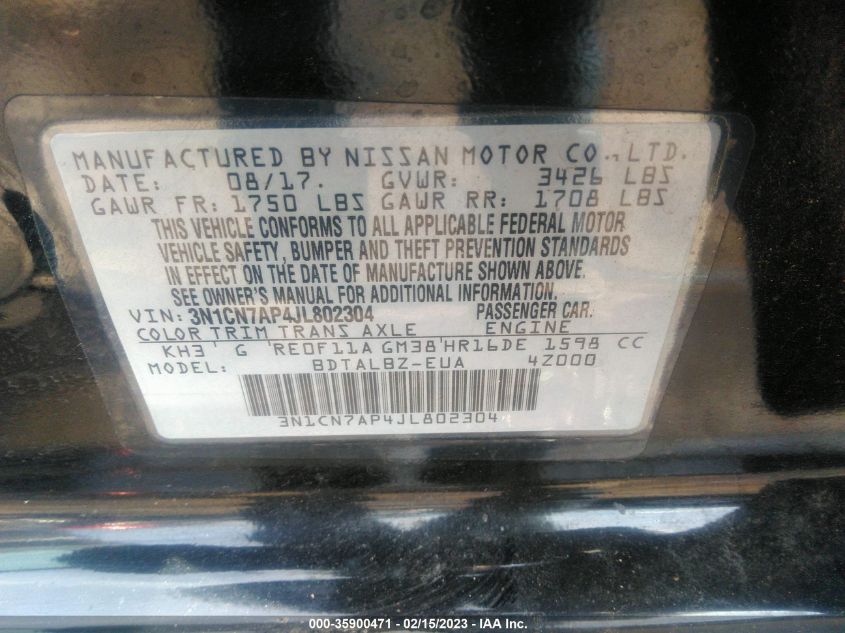 MANUFACTURED BY NISSAN MOTOR CO., LTD.
DATE: 08/17. GVWR: 3426 LBS
GAWR FR: 1750 LBS GAWR RR: 1708 LBS
THIS VEHICLE CONFORMS TO ALL APPLICABLE FEDERAL MOTOR
VEHICLE SAFETY, BUMPER AND THEFT PREVENTION STANDARDS
IN EFFECT ON THE DATE OF MANUFACTURE SHOWN ABOVE.
SEE OWNER'S MANUAL FOR ADDITIONAL INFORMATION.
VIN: 3N1CN7AP4JL802304 PASSENGER CAR.
COLOR TRIM TRANS AXLE ENGINE
KH3 G RE0F11A GM38 HR16DE 1598 CC
MODEL: BDTALBZ-EUA 4Z000
3N1CN7AP4JL802304
000-35900471 - 02/15/2023 - © IAA Inc.